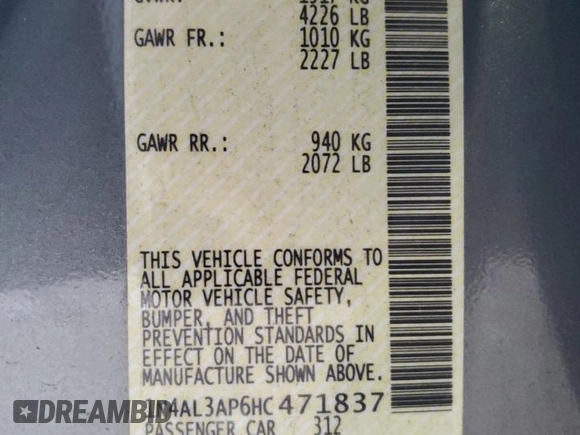 4226 LB
GAWR FR.: 1010 KG
2227 LB
GAWR RR.: 940 KG
2072 LB
THIS VEHICLE CONFORMS TO
ALL APPLICABLE FEDERAL
MOTOR VEHICLE SAFETY,
BUMPER, AND THEFT
PREVENTION STANDARDS IN
EFFECT ON THE DATE OF
MANUFACTURE SHOWN ABOVE.
1N4AL3AP6HC471837
PASSENGER CAR 312
DREAMBID